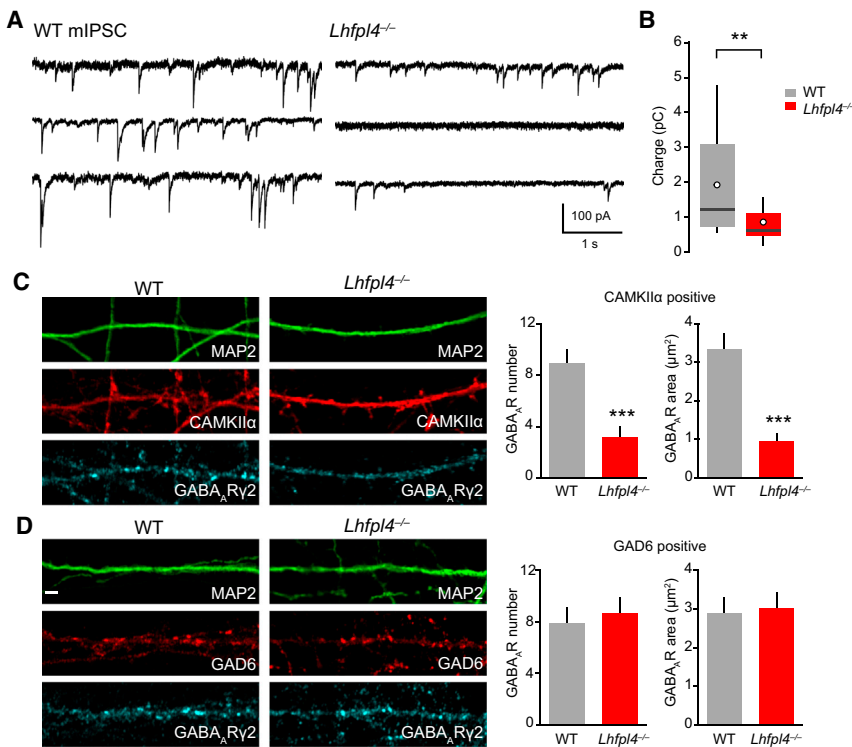 A
WT mIPSC
Lhfpl4–/–
100 pA
1 s
B
**
Charge (pC)
6
5
4
3
2
1
0
WT
Lhfpl4–/–
C
WT
Lhfpl4–/–
MAP2
MAP2
CAMKIIα
CAMKIIα
GABAARγ2
GABAARγ2
CAMKIIα positive
GABAAR number
12
8
4
0
***
WT
Lhfpl4–/–
GABAAR area (μm²)
4
3
2
1
0
***
WT
Lhfpl4–/–
D
WT
Lhfpl4–/–
MAP2
MAP2
GAD6
GAD6
GABAARγ2
GABAARγ2
GAD6 positive
GABAAR number
12
8
4
0
WT
Lhfpl4–/–
GABAAR area (μm²)
4
3
2
1
0
WT
Lhfpl4–/–